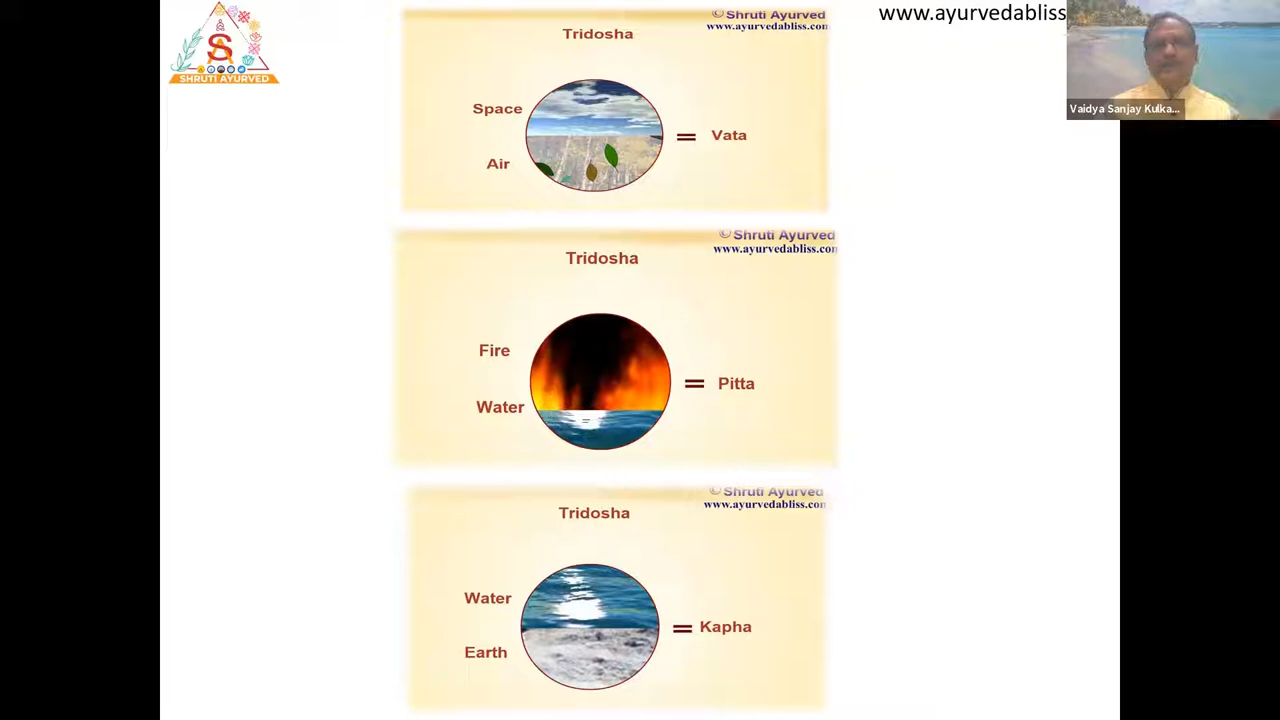 SHRUTI AYURVED
www.ayurvedabliss
Vaidya Sanjay Kulka...
© Shruti Ayurved
www.ayurvedabliss.com
Tridosha
Space
Air
= Vata
© Shruti Ayurved
www.ayurvedabliss.com
Tridosha
Fire
Water
= Pitta
© Shruti Ayurved
www.ayurvedabliss.com
Tridosha
Water
Earth
= Kapha